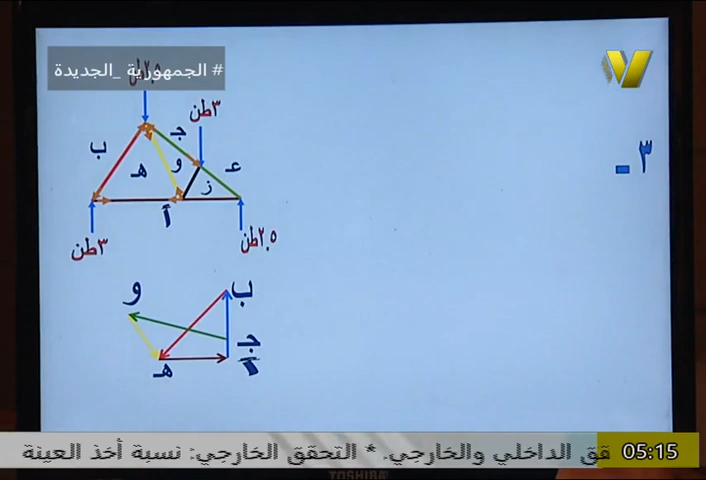 # الجمهورية _الجديدة
٣ -
٣طن
ب
جـ
هـ
و
ء
ز
أ
٣طن
٢,٥طن
و
ب
جـ
هـ
أ
قق الداخلي والخارجي. * التحقق الخارجي: نسبة أخذ العينة
05:15
TOSHIBA